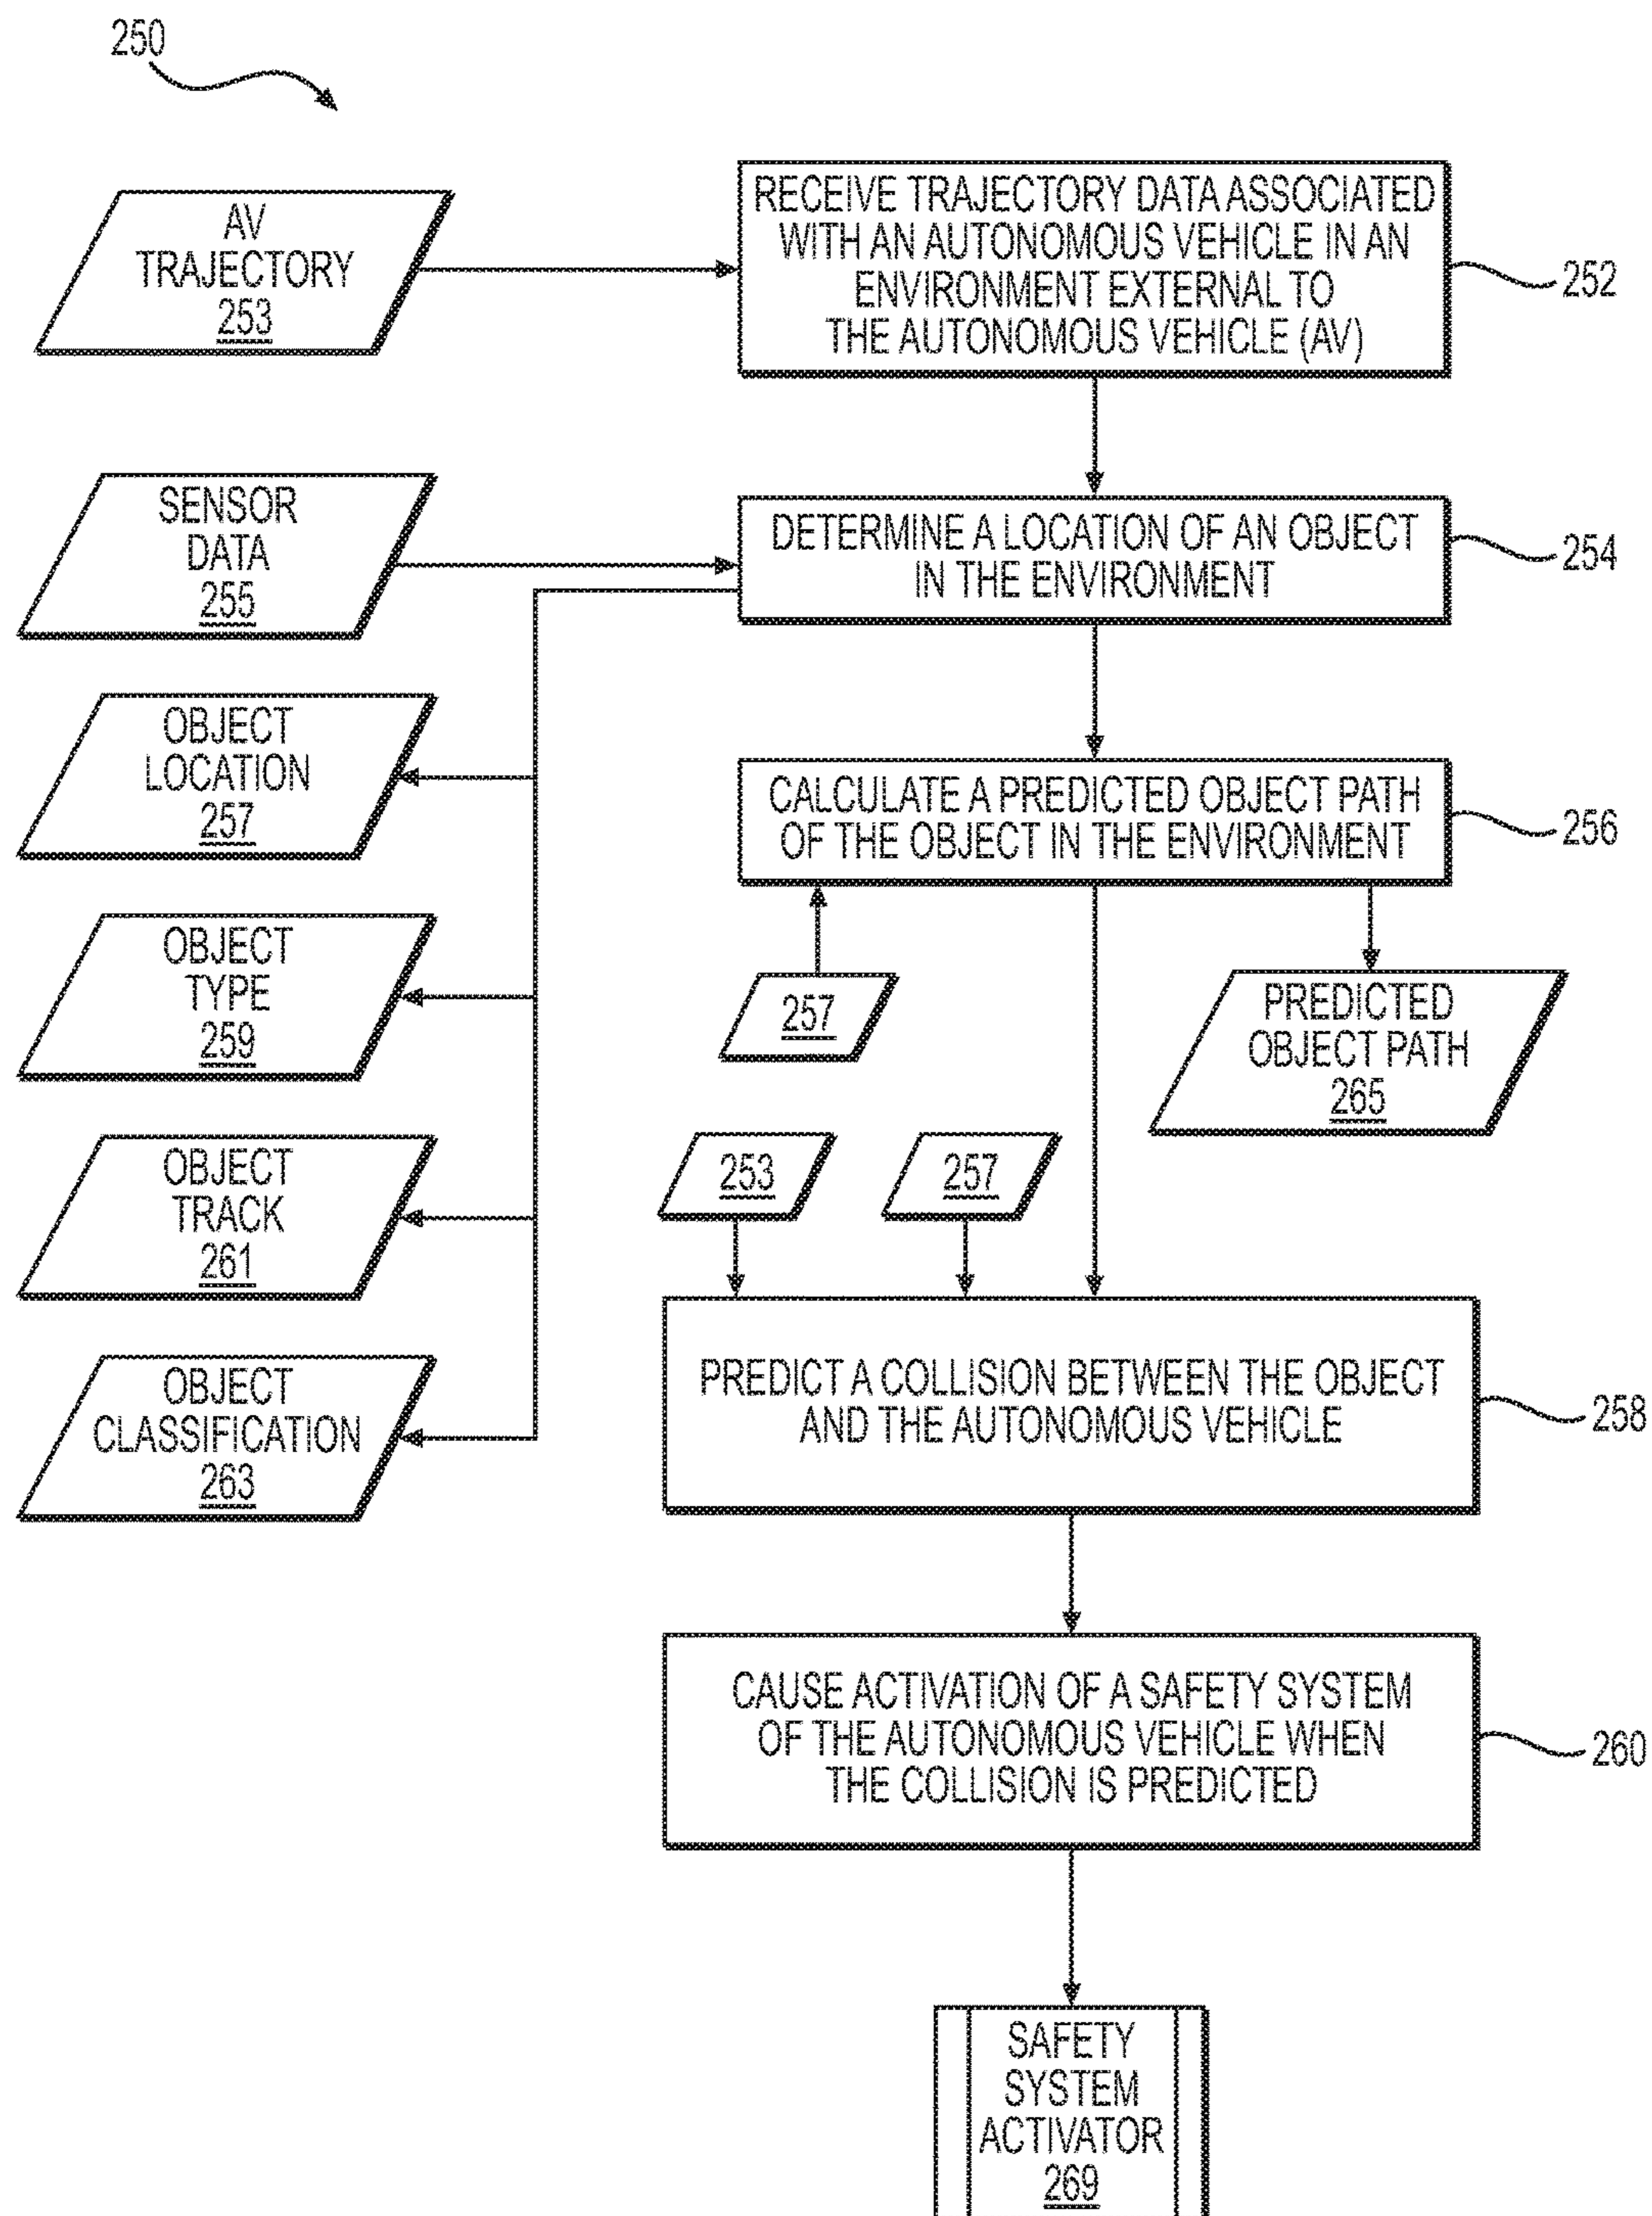 250
AV
TRAJECTORY
253
RECEIVE TRAJECTORY DATA ASSOCIATED
WITH AN AUTONOMOUS VEHICLE IN AN
ENVIRONMENT EXTERNAL TO
THE AUTONOMOUS VEHICLE (AV)
252
SENSOR
DATA
255
DETERMINE A LOCATION OF AN OBJECT
IN THE ENVIRONMENT
254
OBJECT
LOCATION
257
CALCULATE A PREDICTED OBJECT PATH
OF THE OBJECT IN THE ENVIRONMENT
256
OBJECT
TYPE
259
257
PREDICTED
OBJECT PATH
265
OBJECT
TRACK
261
253
257
OBJECT
CLASSIFICATION
263
PREDICT A COLLISION BETWEEN THE OBJECT
AND THE AUTONOMOUS VEHICLE
258
CAUSE ACTIVATION OF A SAFETY SYSTEM
OF THE AUTONOMOUS VEHICLE WHEN
THE COLLISION IS PREDICTED
260
SAFETY
SYSTEM
ACTIVATOR
269